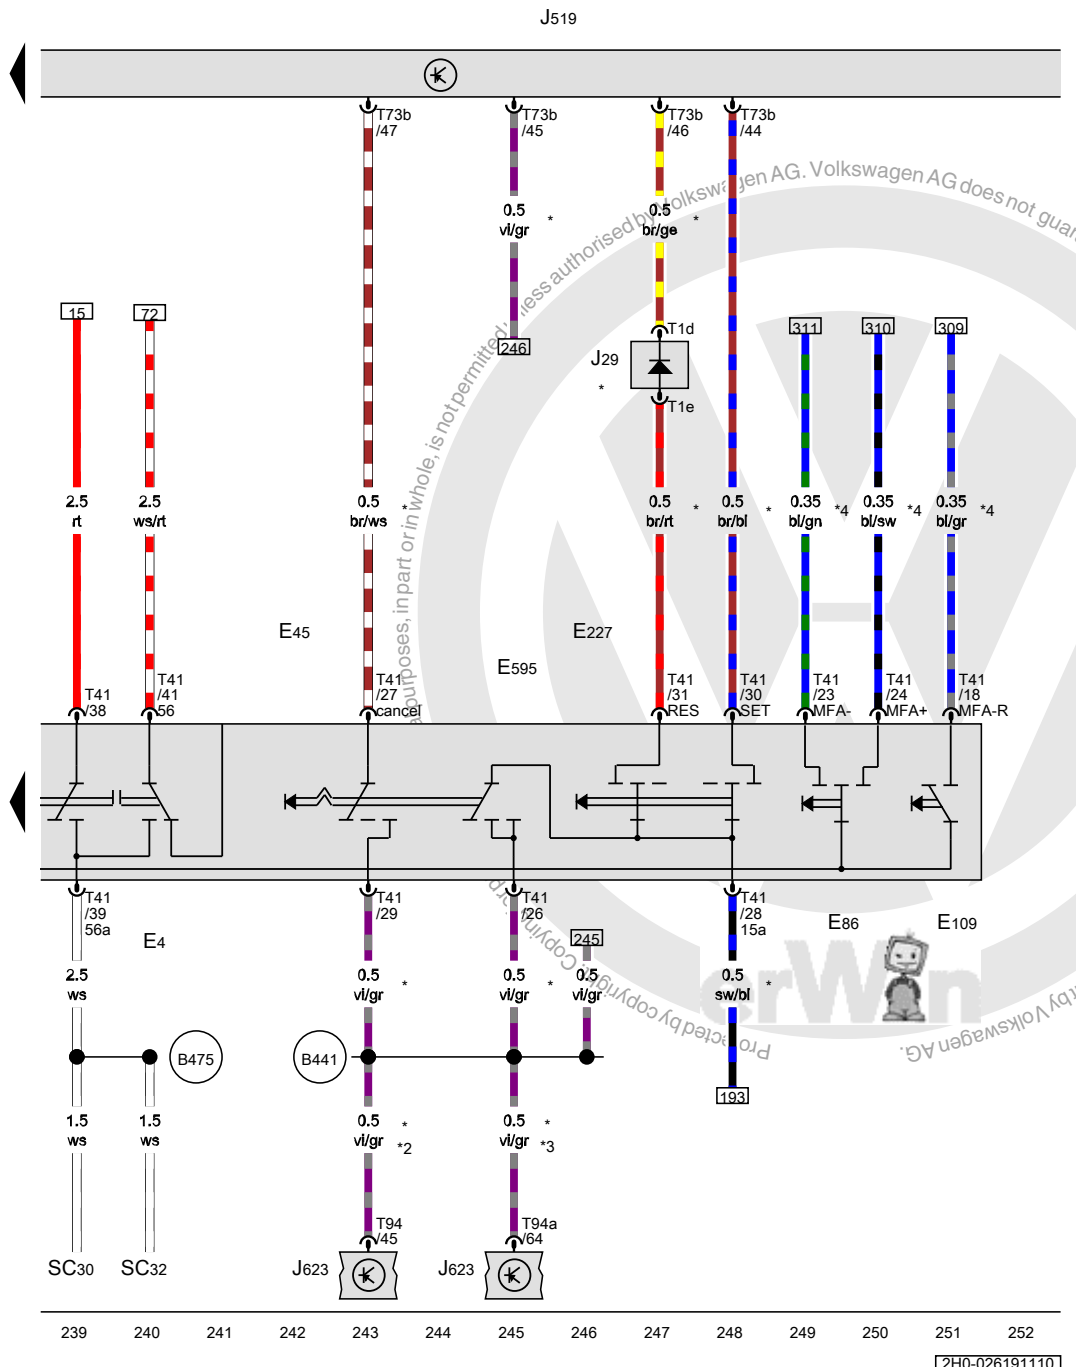 J519
T73b
/47
T73b
/45
T73b
/46
T73b
/44
0.5
vi/gr
*
0.5
br/ge
*
15
72
246
T1d
J29
*
T1e
311
310
309
2.5
rt
2.5
ws/rt
0.5
br/ws
*
0.5
br/rt
*
0.5
br/bl
*
0.35
bl/gn
*4
0.35
bl/sw
*4
0.35
bl/gr
*4
E45
E595
E227
T41
/38
T41
/41
56
T41
/27
cancel
T41
/31
RES
T41
/30
SET
T41
/23
MFA-
T41
/24
MFA+
T41
/18
MFA-R
T41
/39
56a
T41
/29
T41
/26
T41
/28
15a
E4
245
E86
E109
2.5
ws
0.5
vi/gr
*
0.5
vi/gr
*
0.5
vi/gr
0.5
sw/bl
*
B475
B441
193
1.5
ws
1.5
ws
0.5
vi/gr
*
*2
0.5
vi/gr
*
*3
T94
/45
T94a
/64
SC30
SC32
J623
J623
239 240 241 242 243 244 245 246 247 248 249 250 251 252
2H0-026191110
erWin